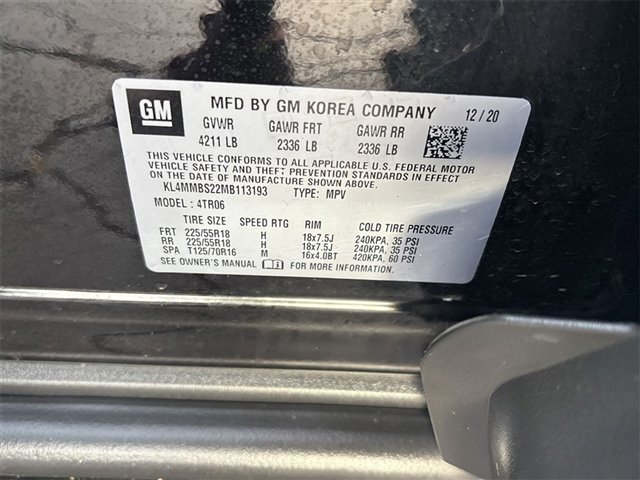 GM MFD BY GM KOREA COMPANY 12/20
GVWR GAWR FRT GAWR RR
4211 LB 2336 LB 2336 LB
THIS VEHICLE CONFORMS TO ALL APPLICABLE U.S. FEDERAL MOTOR
VEHICLE SAFETY AND THEFT PREVENTION STANDARDS IN EFFECT
ON THE DATE OF MANUFACTURE SHOWN ABOVE.
KL4MMBS22MB113193 TYPE: MPV
MODEL: 4TR06
TIRE SIZE SPEED RTG RIM COLD TIRE PRESSURE
FRT 225/55R18 H 18x7.5J 240KPA, 35 PSI
RR 225/55R18 H 18x7.5J 240KPA, 35 PSI
SPA T125/70R16 M 16x4.0BT 420KPA, 60 PSI
SEE OWNER'S MANUAL FOR MORE INFORMATION.